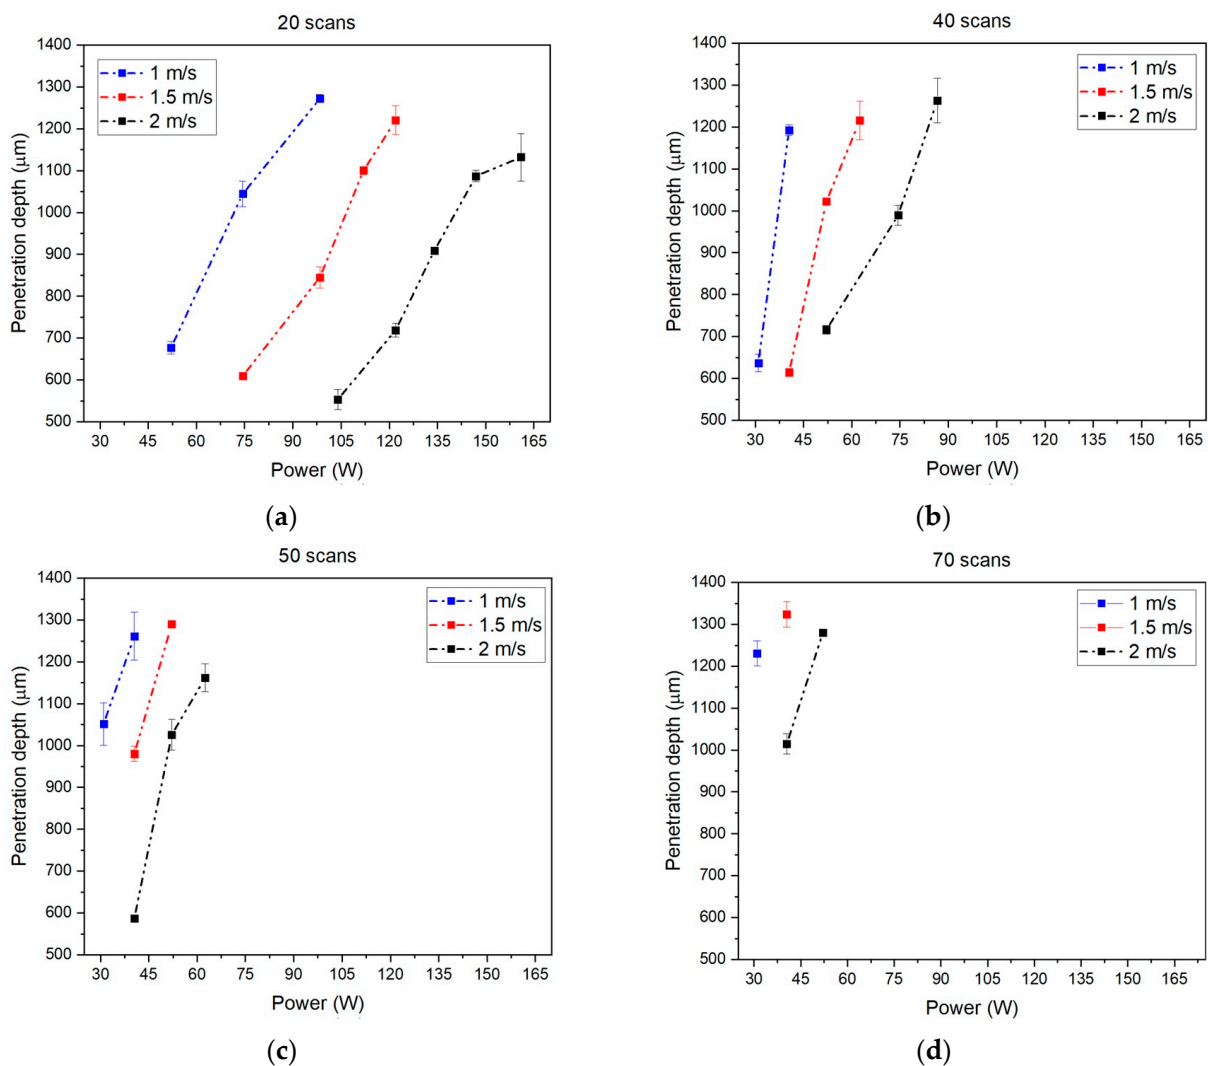 20 scans
1400
1300
1200
1100
1000
900
800
700
600
500
Penetration depth (μm)
1 m/s
1.5 m/s
2 m/s
30 45 60 75 90 105 120 135 150 165
Power (W)
(a)
40 scans
1400
1300
1200
1100
1000
900
800
700
600
500
Penetration depth (μm)
1 m/s
1.5 m/s
2 m/s
30 45 60 75 90 105 120 135 150 165
Power (W)
(b)
50 scans
1400
1300
1200
1100
1000
900
800
700
600
500
Penetration depth (μm)
1 m/s
1.5 m/s
2 m/s
30 45 60 75 90 105 120 135 150 165
Power (W)
(c)
70 scans
1400
1300
1200
1100
1000
900
800
700
600
500
Penetration depth (μm)
1 m/s
1.5 m/s
2 m/s
30 45 60 75 90 105 120 135 150 165
Power (W)
(d)